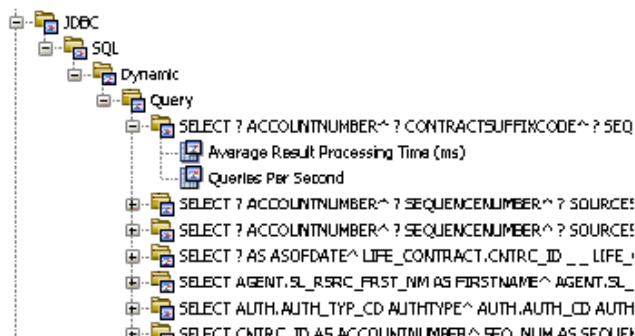 JDBC
SQL
Dynamic
Query
SELECT ? ACCOUNTNUMBER^ ? CONTRACTSUFFIXCODE^ ? SEQ
Average Result Processing Time (ms)
Queries Per Second
SELECT ? ACCOUNTNUMBER^ ? SEQUENCENUMBER^ ? SOURCES
SELECT ? ACCOUNTNUMBER^ ? SEQUENCENUMBER^ ? SOURCES
SELECT ? AS ASOFDATE^ LIFE_CONTRACT.CNTRC_ID _ _ LIFE_
SELECT AGENT.SL_RSRC_FRST_NM AS FIRSTNAME^ AGENT.SL_
SELECT AUTH.AUTH_TYP_CD AUTHTYPE^ AUTH.AUTH_CD AUTH
SELECT CNTRC_ID AS ACCOUNTNUMBER^ SEQ_NUM AS SEQUE